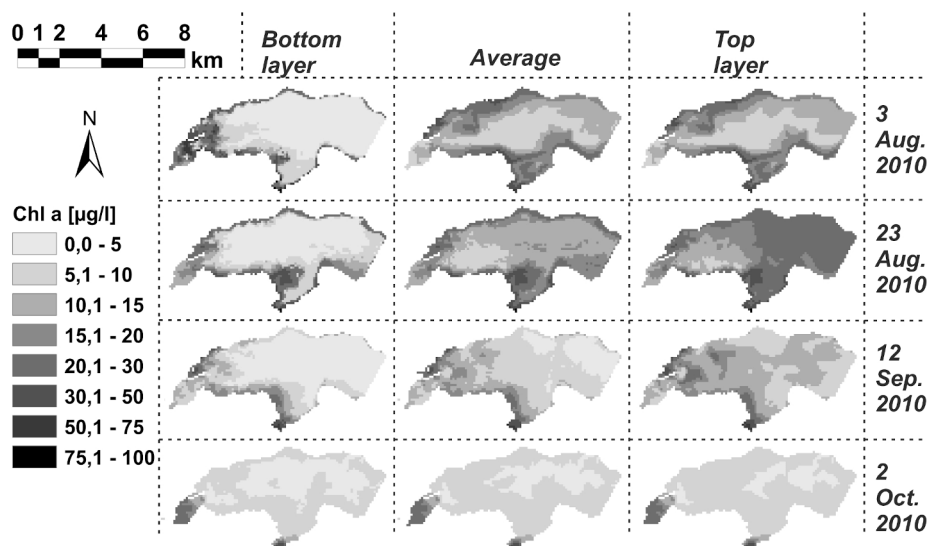 0 1 2 4 6 8
km
Bottom
layer
Average
Top
layer
N
3
Aug.
2010
Chl a [µg/l]
0,0 - 5
5,1 - 10
10,1 - 15
15,1 - 20
20,1 - 30
30,1 - 50
50,1 - 75
75,1 - 100
23
Aug.
2010
12
Sep.
2010
2
Oct.
2010